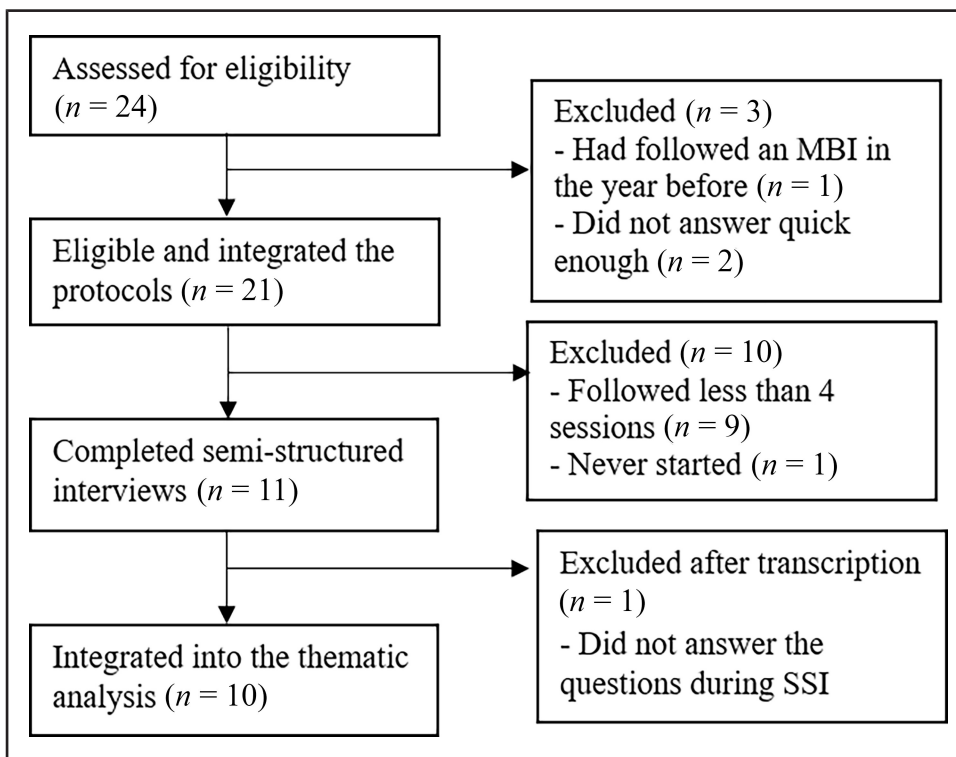 Assessed for eligibility
(n = 24)
Excluded (n = 3)
- Had followed an MBI in
the year before (n = 1)
- Did not answer quick
enough (n = 2)
Eligible and integrated the
protocols (n = 21)
Excluded (n = 10)
- Followed less than 4
sessions (n = 9)
- Never started (n = 1)
Completed semi-structured
interviews (n = 11)
Excluded after transcription
(n = 1)
- Did not answer the
questions during SSI
Integrated into the thematic
analysis (n = 10)